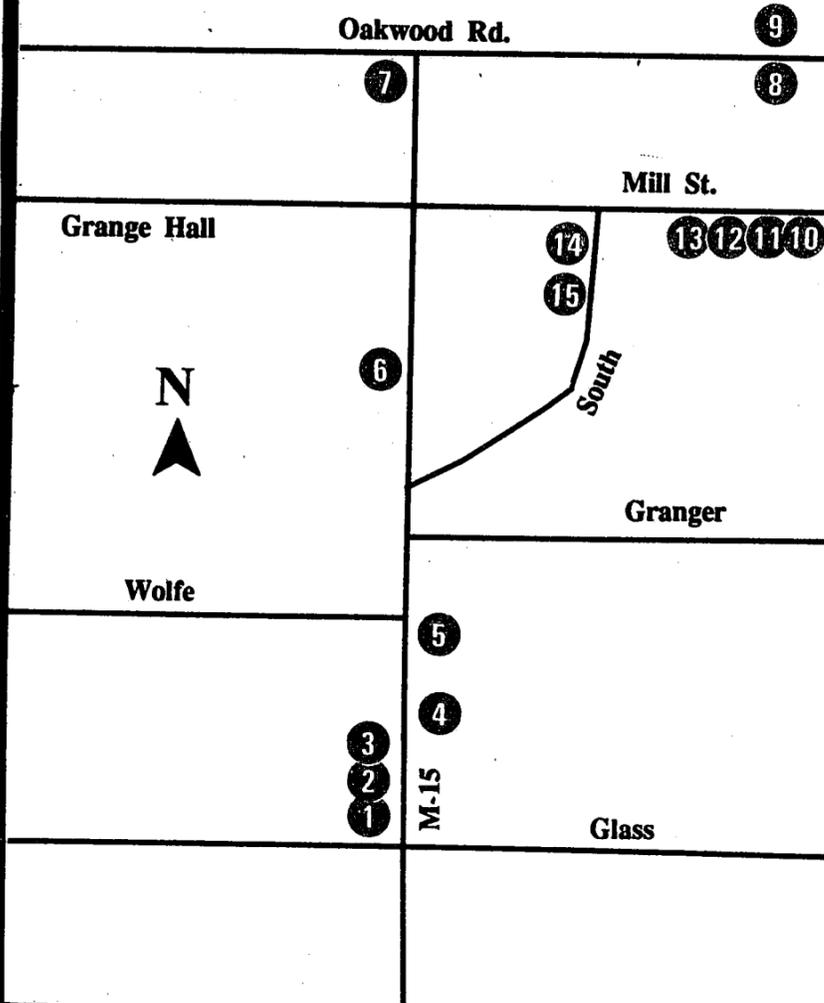 Oakwood Rd.
9
7
8
Mill St.
Grange Hall
14
13 12 11 10
15
6
South
N
Granger
Wolfe
5
4
3
2
M-15
1
Glass